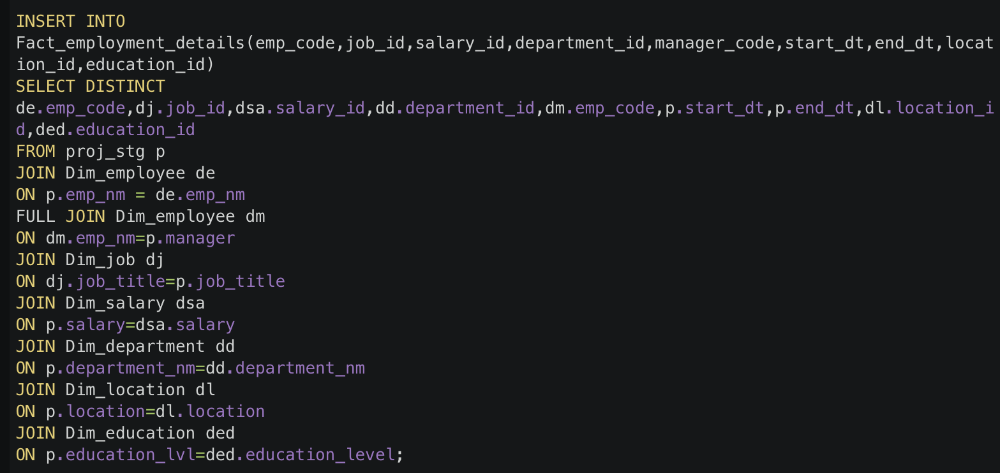 INSERT INTO
Fact_employment_details(emp_code,job_id,salary_id,department_id,manager_code,start_dt,end_dt,locat
ion_id,education_id)
SELECT DISTINCT
de.emp_code,dj.job_id,dsa.salary_id,dd.department_id,dm.emp_code,p.start_dt,p.end_dt,dl.location_i
d,ded.education_id
FROM proj_stg p
JOIN Dim_employee de
ON p.emp_nm = de.emp_nm
FULL JOIN Dim_employee dm
ON dm.emp_nm=p.manager
JOIN Dim_job dj
ON dj.job_title=p.job_title
JOIN Dim_salary dsa
ON p.salary=dsa.salary
JOIN Dim_department dd
ON p.department_nm=dd.department_nm
JOIN Dim_location dl
ON p.location=dl.location
JOIN Dim_education ded
ON p.education_lvl=ded.education_level;